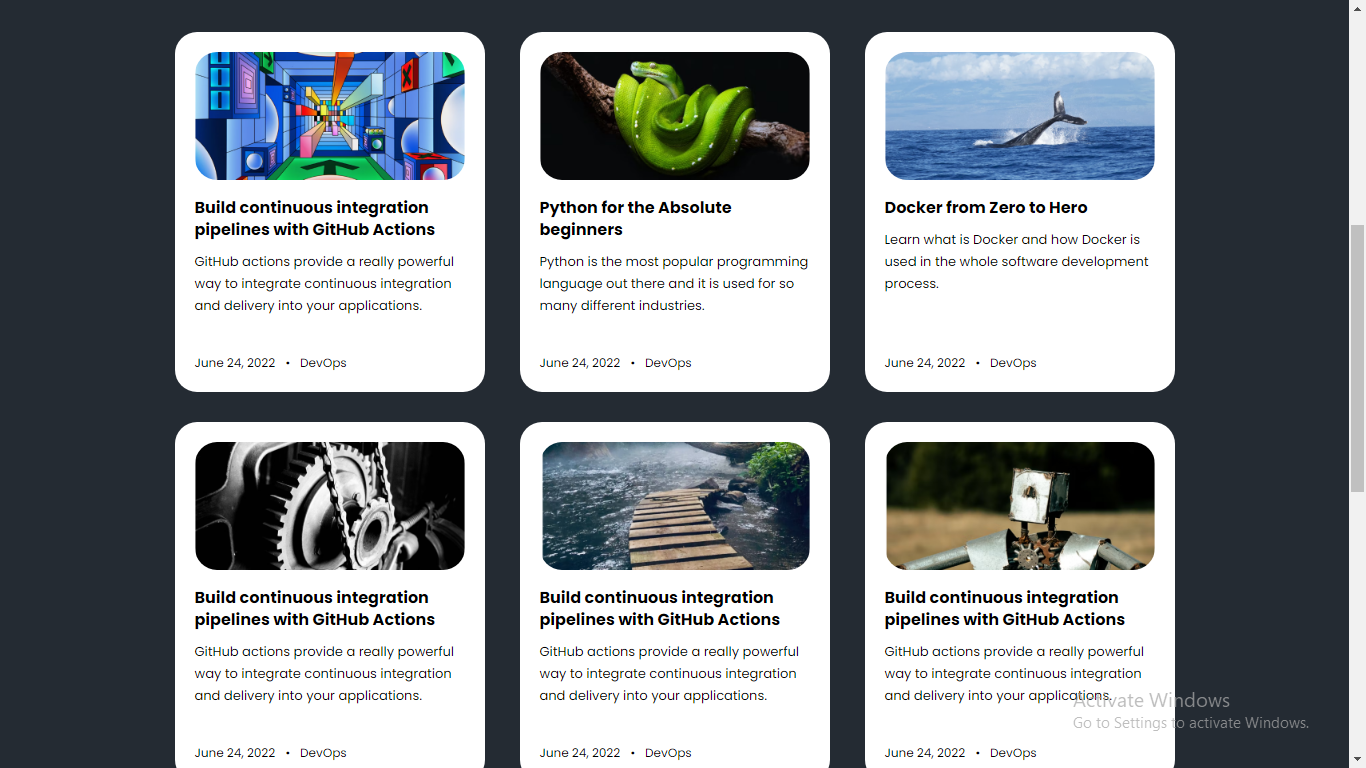 Build continuous integration
pipelines with GitHub Actions
GitHub actions provide a really powerful
way to integrate continuous integration
and delivery into your applications.
June 24, 2022 • DevOps
Python for the Absolute
beginners
Python is the most popular programming
language out there and it is used for so
many different industries.
June 24, 2022 • DevOps
Docker from Zero to Hero
Learn what is Docker and how Docker is
used in the whole software development
process.
June 24, 2022 • DevOps
Build continuous integration
pipelines with GitHub Actions
GitHub actions provide a really powerful
way to integrate continuous integration
and delivery into your applications.
June 24, 2022 • DevOps
Build continuous integration
pipelines with GitHub Actions
GitHub actions provide a really powerful
way to integrate continuous integration
and delivery into your applications.
June 24, 2022 • DevOps
Build continuous integration
pipelines with GitHub Actions
GitHub actions provide a really powerful
way to integrate continuous integration
and delivery into your applications.
June 24, 2022 • DevOps
Activate Windows
Go to Settings to activate Windows.